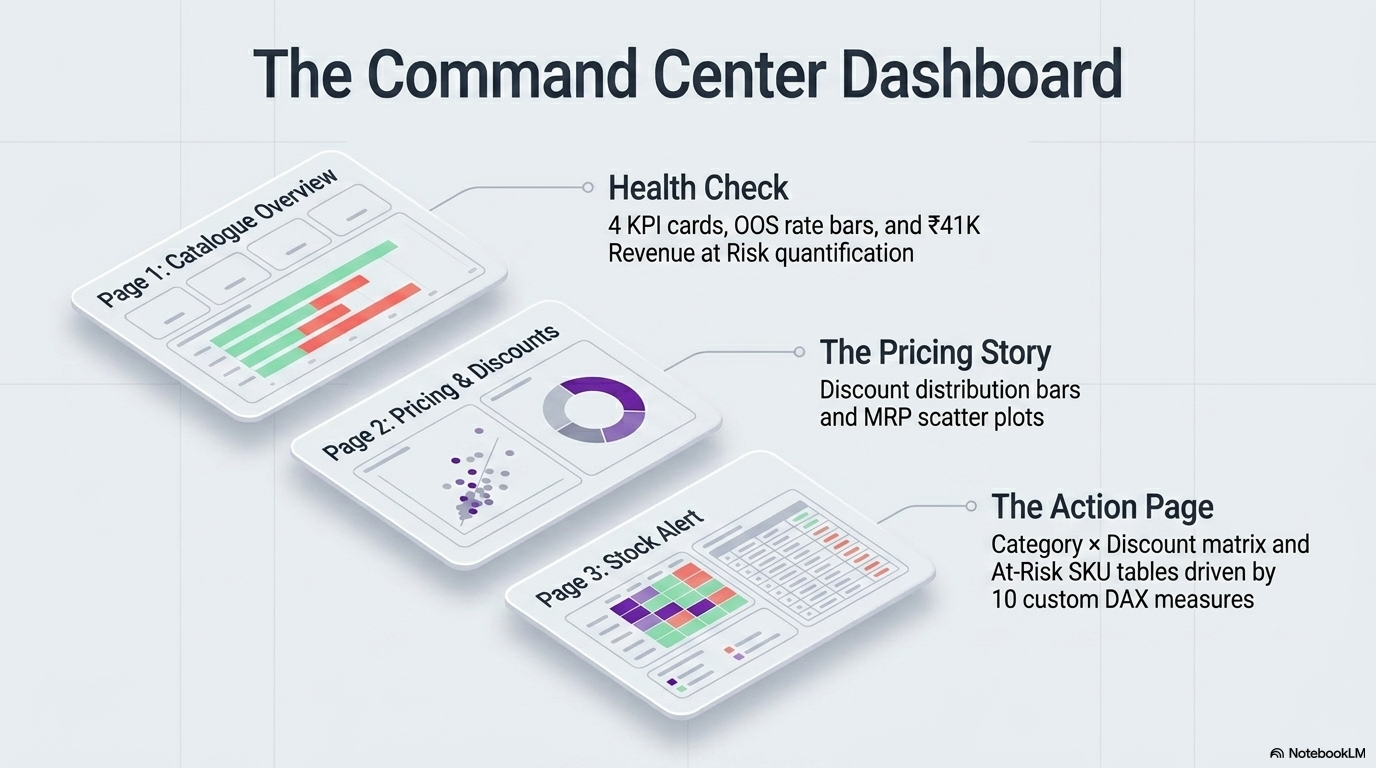 The Command Center Dashboard
Page 1: Catalogue Overview
Health Check
4 KPI cards, OOS rate bars, and ₹41K
Revenue at Risk quantification
Page 2: Pricing & Discounts
The Pricing Story
Discount distribution bars
and MRP scatter plots
Page 3: Stock Alert
The Action Page
Category × Discount matrix and
At-Risk SKU tables driven by
10 custom DAX measures
NotebookLM